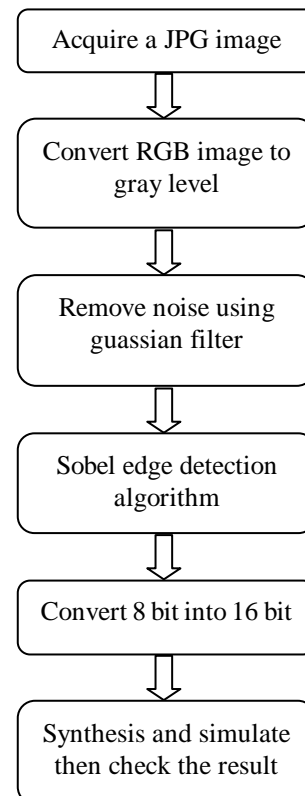 Acquire a JPG image
Convert RGB image to
gray level
Remove noise using
guassian filter
Sobel edge detection
algorithm
Convert 8 bit into 16 bit
Synthesis and simulate
then check the result